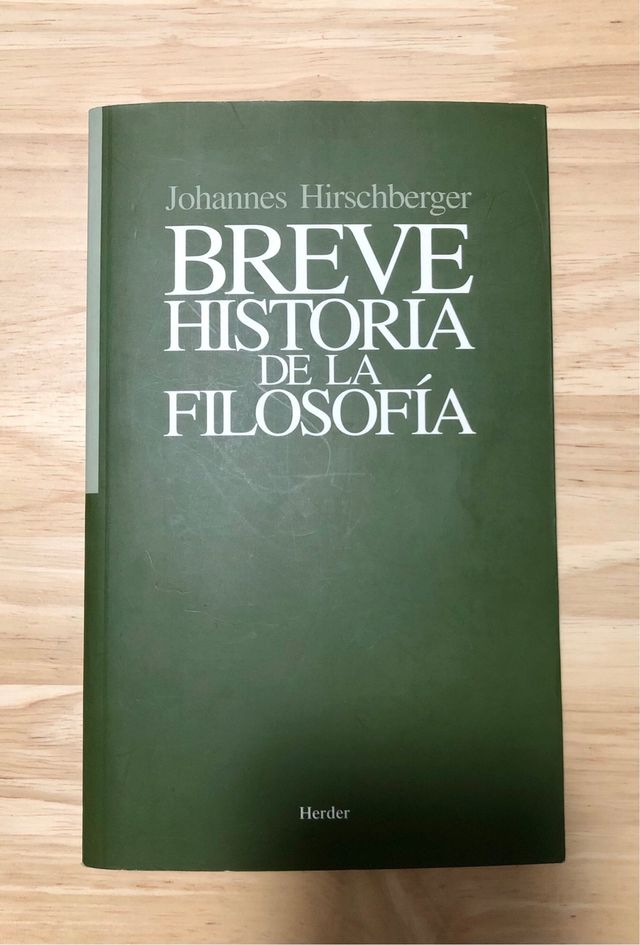 Johannes Hirschberger
BREVE
HISTORIA
DE LA
FILOSOFÍA
Herder